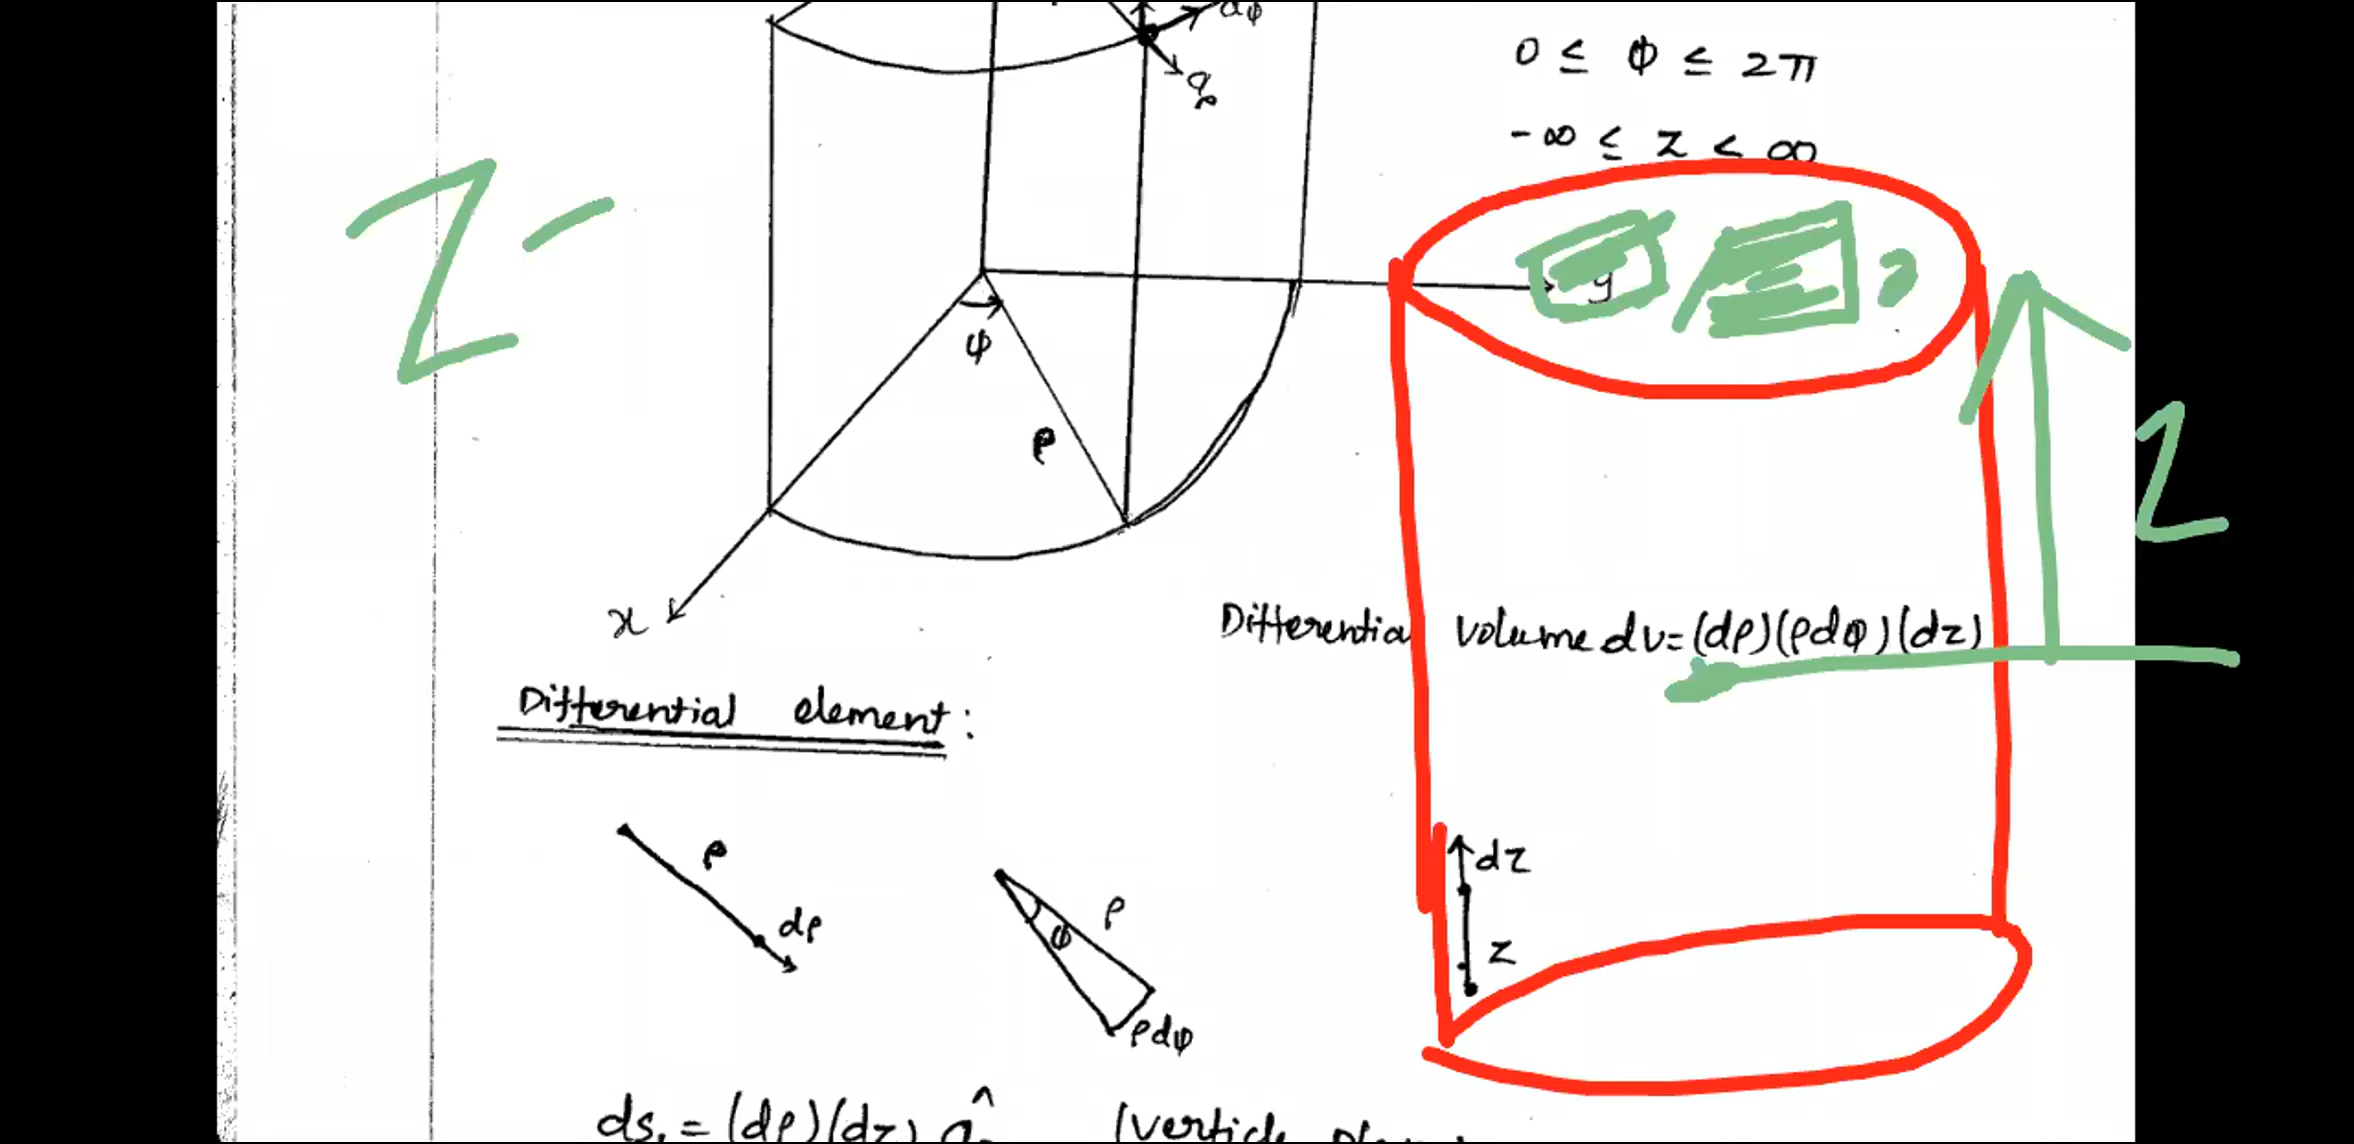 aφ
aρ
0 ≤ φ ≤ 2π
-∞ ≤ z < ∞
Z-
y
φ
ρ
z
x
Differential volume dv=(dρ)(ρdφ)(dz)
Differential element:
ρ
dρ
φ
ρ
ρdφ
dz
z
ds₁ = (dρ)(dz)